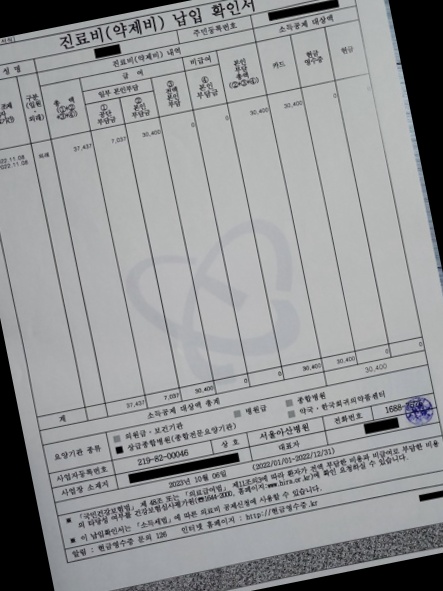 진료비(약제비) 납입 확인서
성 명
주민등록번호
진료비(약제비) 내역
소득공제 대상액
구분 (입원·외래)
총 액 (①+②+③+④)
급 여
일부 본인부담
① 공단부담금
② 본인부담금
③ 전액본인부담
비급여
④ 본인부담금
본인부담총액 (②+③+④)
카드
현금영수증
현금
2022.11.08
2022.11.08
외래
37,437
7,037
30,400
0
0
30,400
30,400
0
0
계
37,437
7,037
30,400
0
0
30,400
30,400
0
0
소득공제 대상액 총계
30,400
요양기관 종류
의원급·보건기관
병원급
종합병원
상급종합병원(종합전문요양기관)
약국·한국희귀의약품센터
사업자등록번호
219-82-00046
상 호
서울아산병원
전화번호
1688-
사업장 소재지
대표자
2023년 10월 06일
(2022/01/01-2022/12/31)
■ 「국민건강보험법」 제 48조 또는 「의료급여법」 제11조의3에 따라 환자가 전액 부담한 비용과 비급여로 부담한 비용
의 타당성 여부를 건강보험심사평가원(☎1644-2000, 홈페이지:www.hira.or.kr)에 확인 요청하실 수 있습니다.
■ 이 납입확인서는 「소득세법」에 따른 의료비 공제신청에 사용할 수 있습니다.
알림 : 현금영수증 문의 126 인터넷 홈페이지 : http://현금영수증.kr